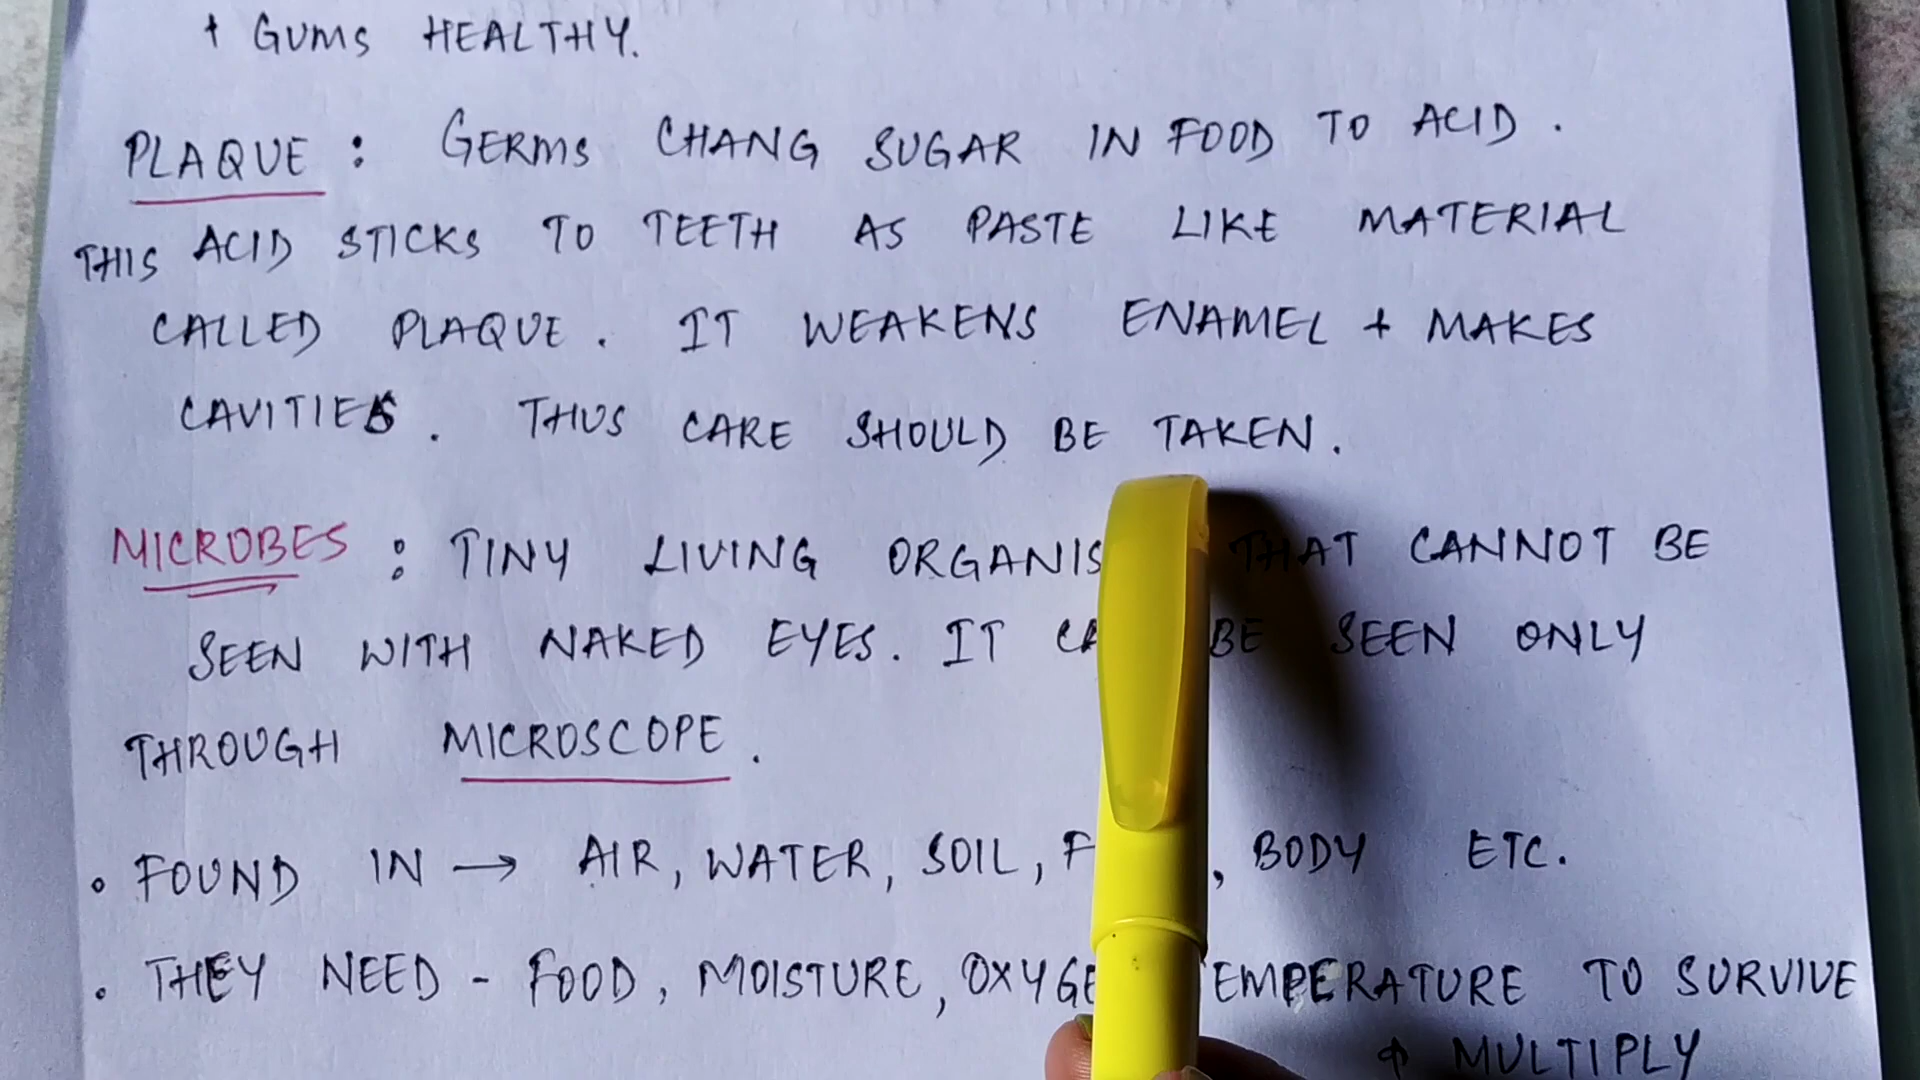 + GUMS HEALTHY.
PLAQUE : GERMS CHANG SUGAR IN FOOD TO ACID.
THIS ACID STICKS TO TEETH AS PASTE LIKE MATERIAL
CALLED PLAQUE. IT WEAKENS ENAMEL + MAKES
CAVITIES. THUS CARE SHOULD BE TAKEN.
MICROBES : TINY LIVING ORGANIS THAT CANNOT BE
SEEN WITH NAKED EYES. IT CA BE SEEN ONLY
THROUGH MICROSCOPE.
• FOUND IN → AIR, WATER, SOIL, F , BODY ETC.
• THEY NEED - FOOD, MOISTURE, OXYGE EMPERATURE TO SURVIVE
& MULTIPLY